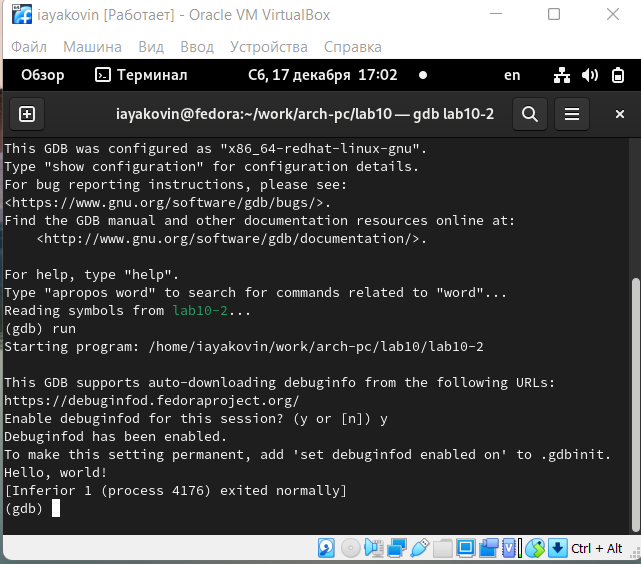 iayakovin [Работает] - Oracle VM VirtualBox
Файл Машина Вид Ввод Устройства Справка
Обзор Терминал Сб, 17 декабря 17:02 en
iayakovin@fedora:~/work/arch-pc/lab10 — gdb lab10-2
This GDB was configured as "x86_64-redhat-linux-gnu".
Type "show configuration" for configuration details.
For bug reporting instructions, please see:
<https://www.gnu.org/software/gdb/bugs/>.
Find the GDB manual and other documentation resources online at:
    <http://www.gnu.org/software/gdb/documentation/>.
For help, type "help".
Type "apropos word" to search for commands related to "word"...
Reading symbols from lab10-2...
(gdb) run
Starting program: /home/iayakovin/work/arch-pc/lab10/lab10-2
This GDB supports auto-downloading debuginfo from the following URLs:
https://debuginfod.fedoraproject.org/
Enable debuginfod for this session? (y or [n]) y
Debuginfod has been enabled.
To make this setting permanent, add 'set debuginfod enabled on' to .gdbinit.
Hello, world!
[Inferior 1 (process 4176) exited normally]
(gdb)
Ctrl + Alt